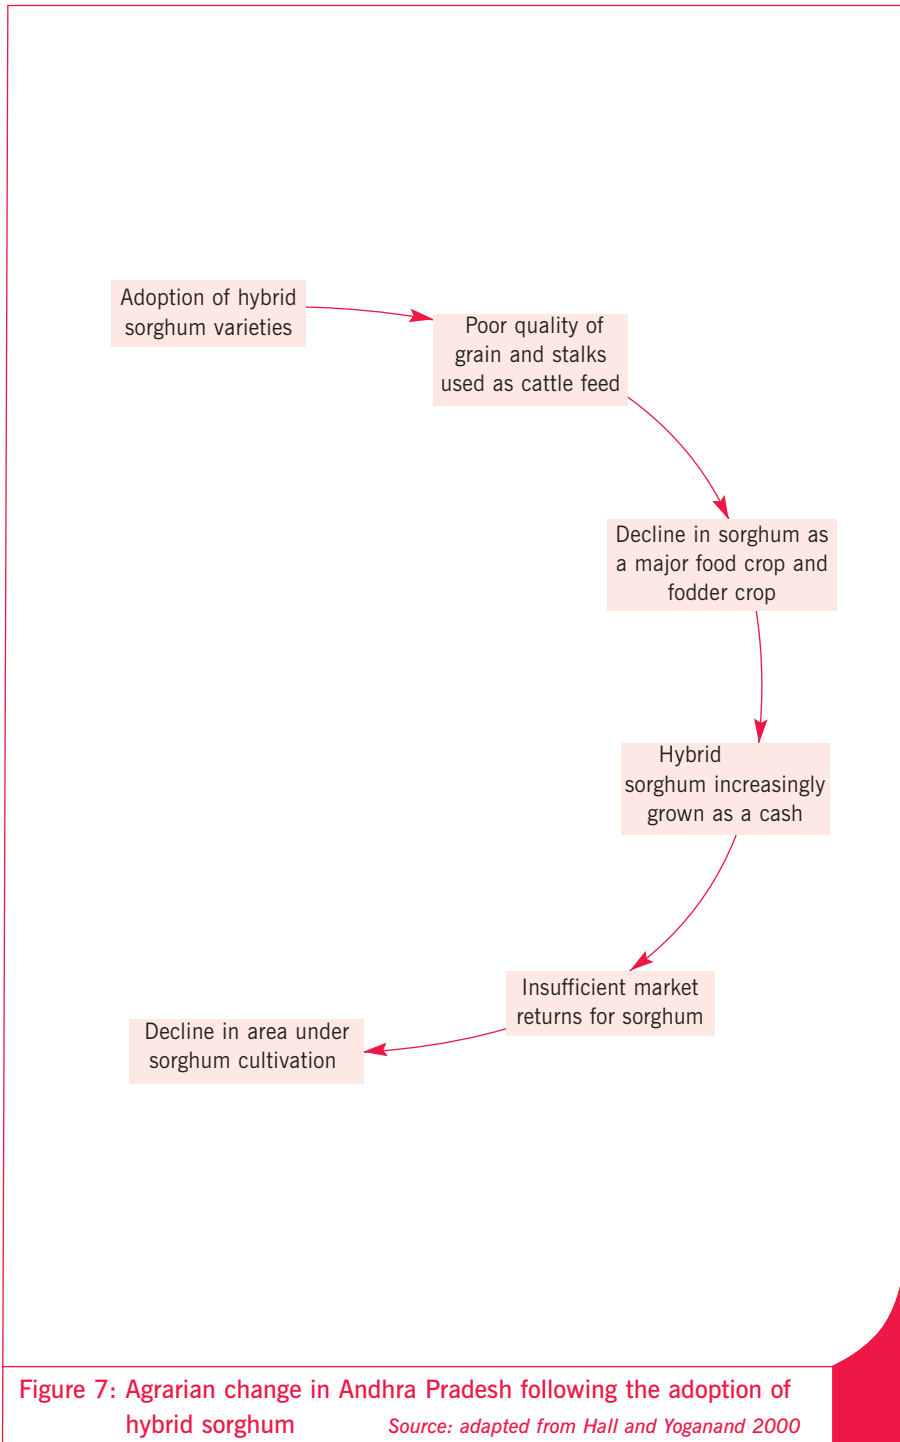 Adoption of hybrid
sorghum varieties
Poor quality of
grain and stalks
used as cattle feed
Decline in sorghum as
a major food crop and
fodder crop
Hybrid
sorghum increasingly
grown as a cash
Insufficient market
returns for sorghum
Decline in area under
sorghum cultivation
Figure 7: Agrarian change in Andhra Pradesh following the adoption of
hybrid sorghum Source: adapted from Hall and Yoganand 2000